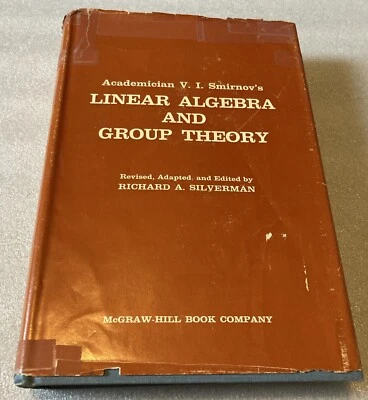 Academician V. I. Smirnov's
LINEAR ALGEBRA
AND
GROUP THEORY
Revised, Adapted, and Edited by
RICHARD A. SILVERMAN
McGRAW-HILL BOOK COMPANY